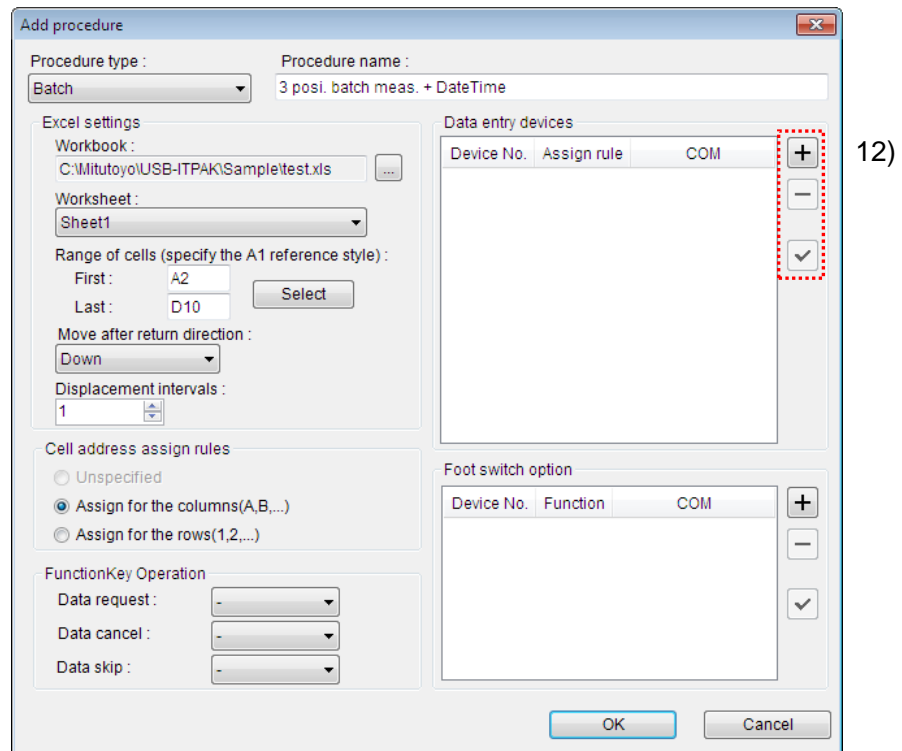 Add procedure
Procedure type :
Procedure name :
Batch
3 posi. batch meas. + DateTime
Excel settings
Workbook :
C:\Mitutoyo\USB-ITPAK\Sample\test.xls
...
Worksheet :
Sheet1
Range of cells (specify the A1 reference style) :
First : A2
Last : D10
Select
Move after return direction :
Down
Displacement intervals :
1
Cell address assign rules
Unspecified
Assign for the columns(A,B,...)
Assign for the rows(1,2,...)
FunctionKey Operation
Data request : -
Data cancel : -
Data skip : -
Data entry devices
Device No. Assign rule COM
12)
Foot switch option
Device No. Function COM
OK Cancel